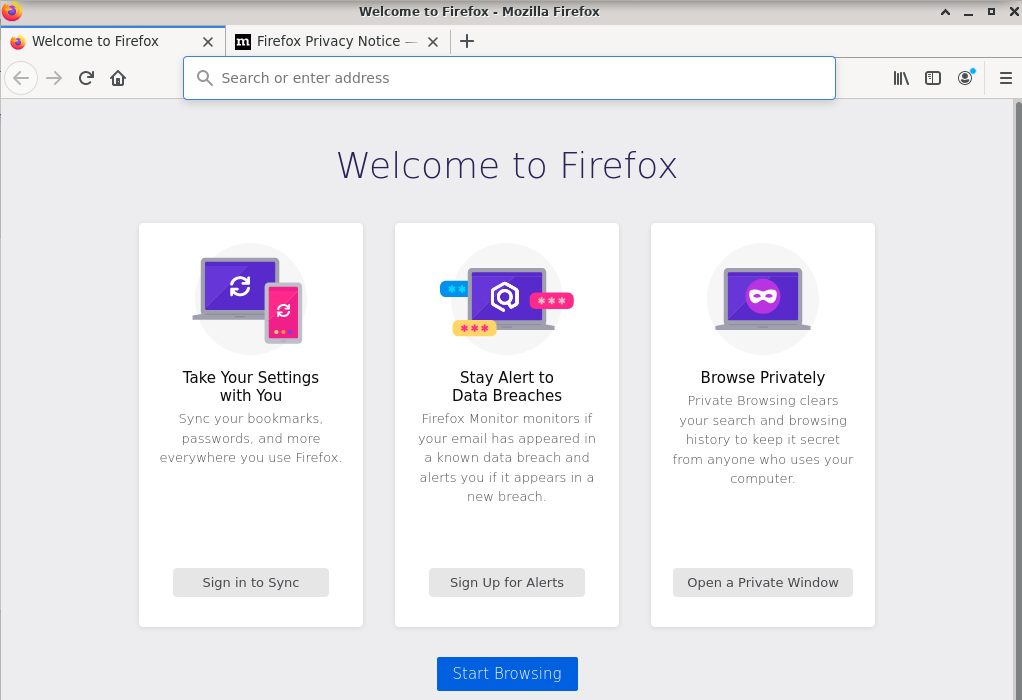 Welcome to Firefox - Mozilla Firefox
Welcome to Firefox
m Firefox Privacy Notice —
Search or enter address
Welcome to Firefox
Take Your Settings
with You
Sync your bookmarks,
passwords, and more
everywhere you use Firefox.
Sign in to Sync
Stay Alert to
Data Breaches
Firefox Monitor monitors if
your email has appeared in
a known data breach and
alerts you if it appears in a
new breach.
Sign Up for Alerts
Browse Privately
Private Browsing clears
your search and browsing
history to keep it secret
from anyone who uses your
computer.
Open a Private Window
Start Browsing